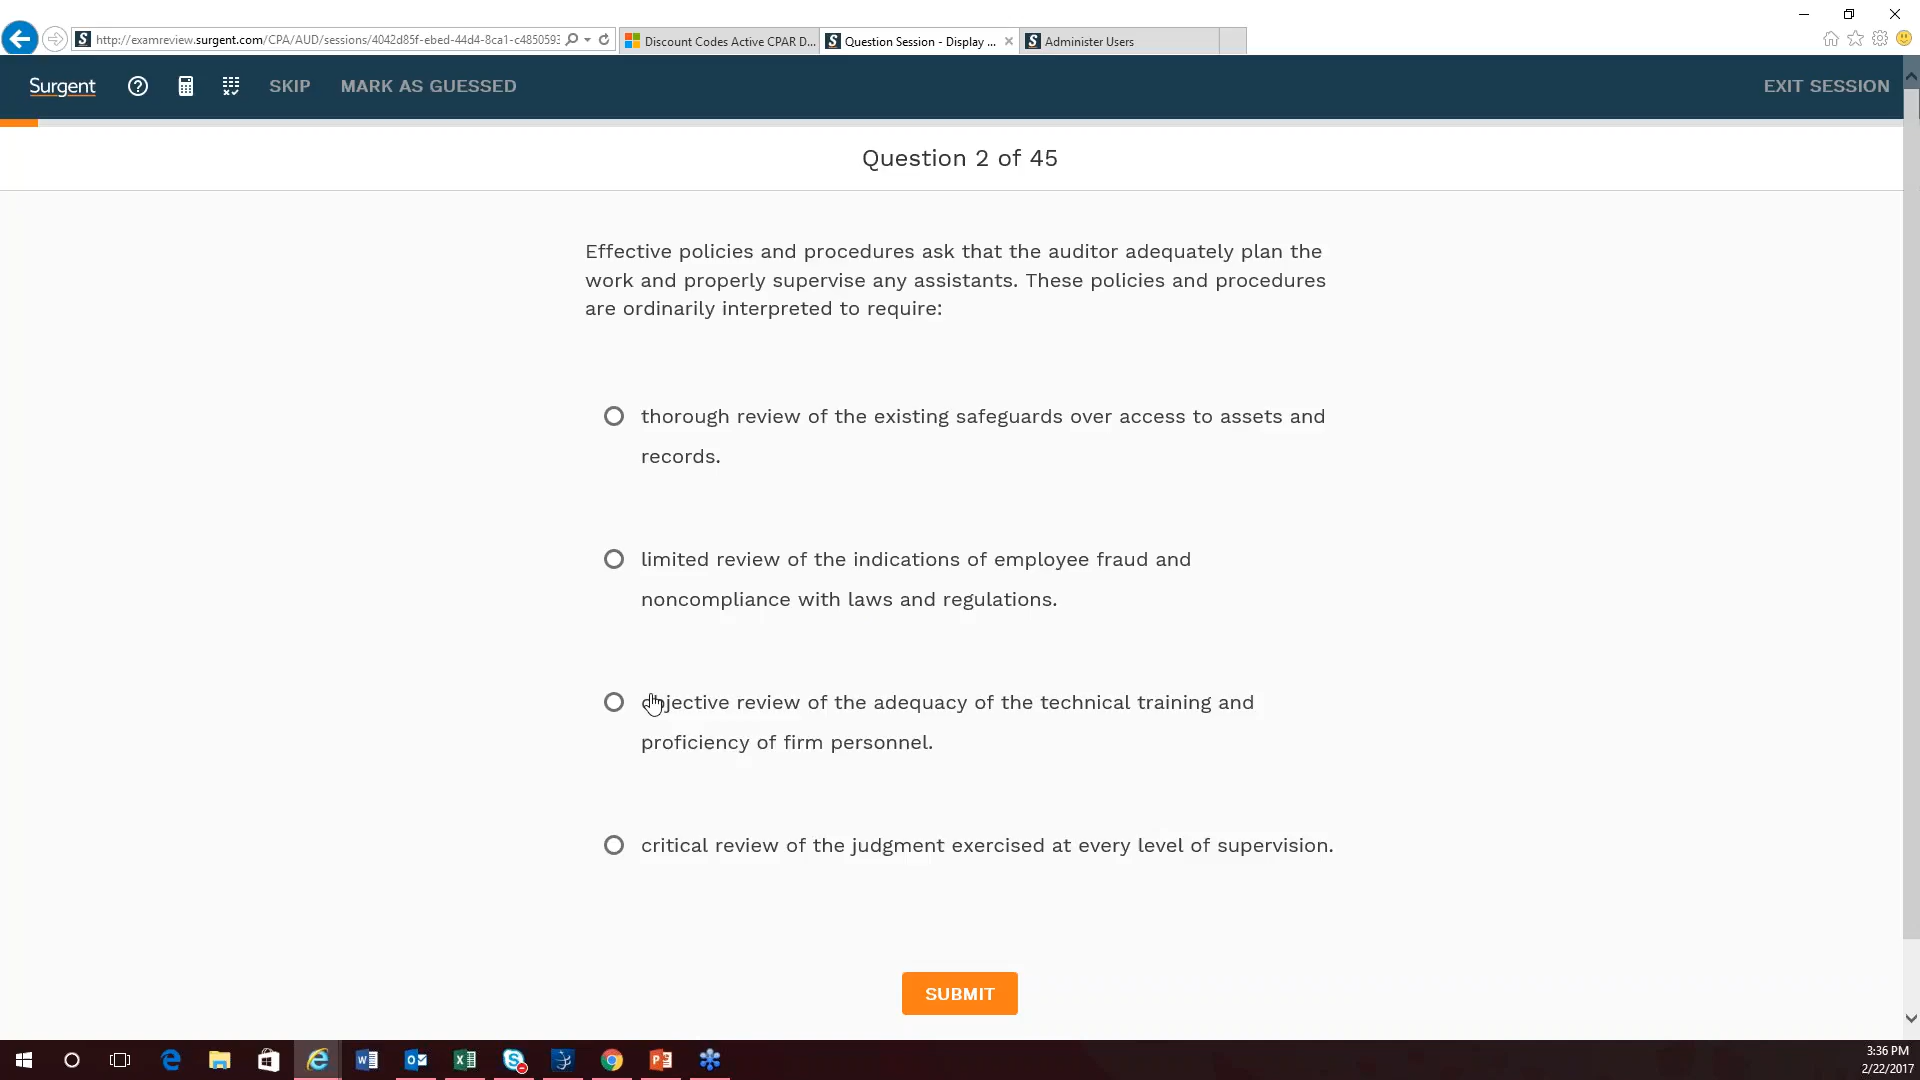 http://examreview.surgent.com/CPA/AUD/sessions/4042d85f-ebed-44d4-8ca1-c4850593
Discount Codes Active CPAR D...
Question Session - Display ...
Administer Users
Surgent
SKIP
MARK AS GUESSED
EXIT SESSION
Question 2 of 45
Effective policies and procedures ask that the auditor adequately plan the
work and properly supervise any assistants. These policies and procedures
are ordinarily interpreted to require:
thorough review of the existing safeguards over access to assets and
records.
limited review of the indications of employee fraud and
noncompliance with laws and regulations.
objective review of the adequacy of the technical training and
proficiency of firm personnel.
critical review of the judgment exercised at every level of supervision.
SUBMIT
3:36 PM
2/22/2017